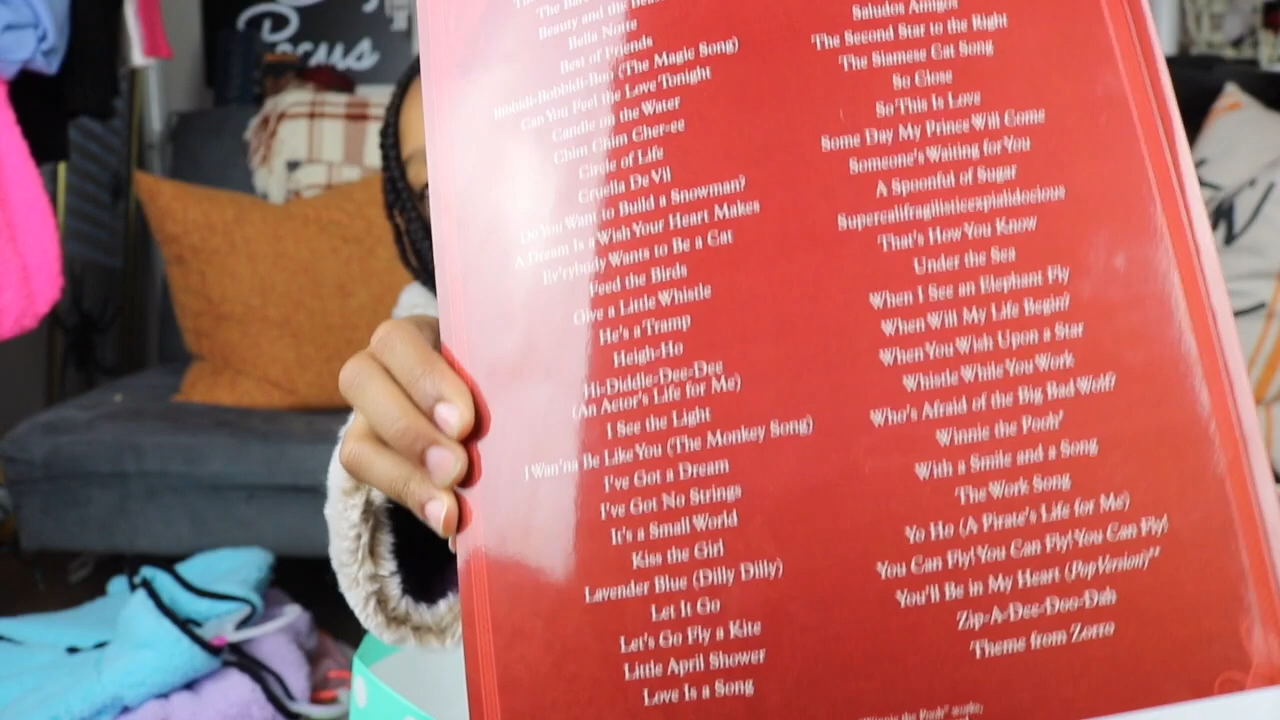 Pocus
Beauty and the
Bella Notte
Best of Friends
Bibbidi-Bobbidi-Boo (The Magic Song)
Can You Feel the Love Tonight
Candle on the Water
Chim Chim Cher-ee
Circle of Life
Cruella De Vil
Do You Want to Build a Snowman?
A Dream Is a Wish Your Heart Makes
Ev'rybody Wants to Be a Cat
Feed the Birds
Give a Little Whistle
He's a Tramp
Heigh-Ho
Hi-Diddle-Dee-Dee
(An Actor's Life for Me)
I See the Light
I Wan'na Be Like You (The Monkey Song)
I've Got a Dream
I've Got No Strings
It's a Small World
Kiss the Girl
Lavender Blue (Dilly Dilly)
Let It Go
Let's Go Fly a Kite
Little April Shower
Love Is a Song
Saludos Amigos
The Second Star to the Right
The Siamese Cat Song
So Close
So This Is Love
Some Day My Prince Will Come
Someone's Waiting for You
A Spoonful of Sugar
Supercalifragilisticexpialidocious
That's How You Know
Under the Sea
When I See an Elephant Fly
When Will My Life Begin?
When You Wish Upon a Star
Whistle While You Work
Who's Afraid of the Big Bad Wolf?
Winnie the Pooh*
With a Smile and a Song
The Work Song
Yo Ho (A Pirate's Life for Me)
You Can Fly! You Can Fly! You Can Fly!
You'll Be in My Heart (Pop Version)**
Zip-A-Dee-Doo-Dah
Theme from Zorro
"Winnie the Pooh" works,